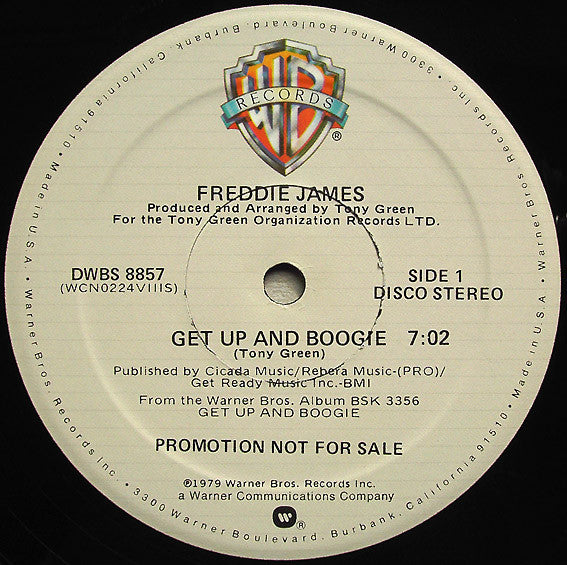 WB
RECORDS
®
FREDDIE JAMES
Produced and Arranged by Tony Green
For the Tony Green Organization Records LTD.
DWBS 8857
(WCN0224VIIIS)
SIDE 1
DISCO STEREO
GET UP AND BOOGIE 7:02
(Tony Green)
Published by Cicada Music/Rebera Music-(PRO)/
Get Ready Music Inc.-BMI
From the Warner Bros. Album BSK 3356
GET UP AND BOOGIE
PROMOTION NOT FOR SALE
℗1979 Warner Bros. Records Inc.
a Warner Communications Company
W ®
Warner Bros. Records Inc. • 3300 Warner Boulevard, Burbank, California 91510 • Made in U.S.A. • Warner Bros. Records Inc. • 3300 Warner Boulevard, Burbank, California 91510 • Made in U.S.A. •